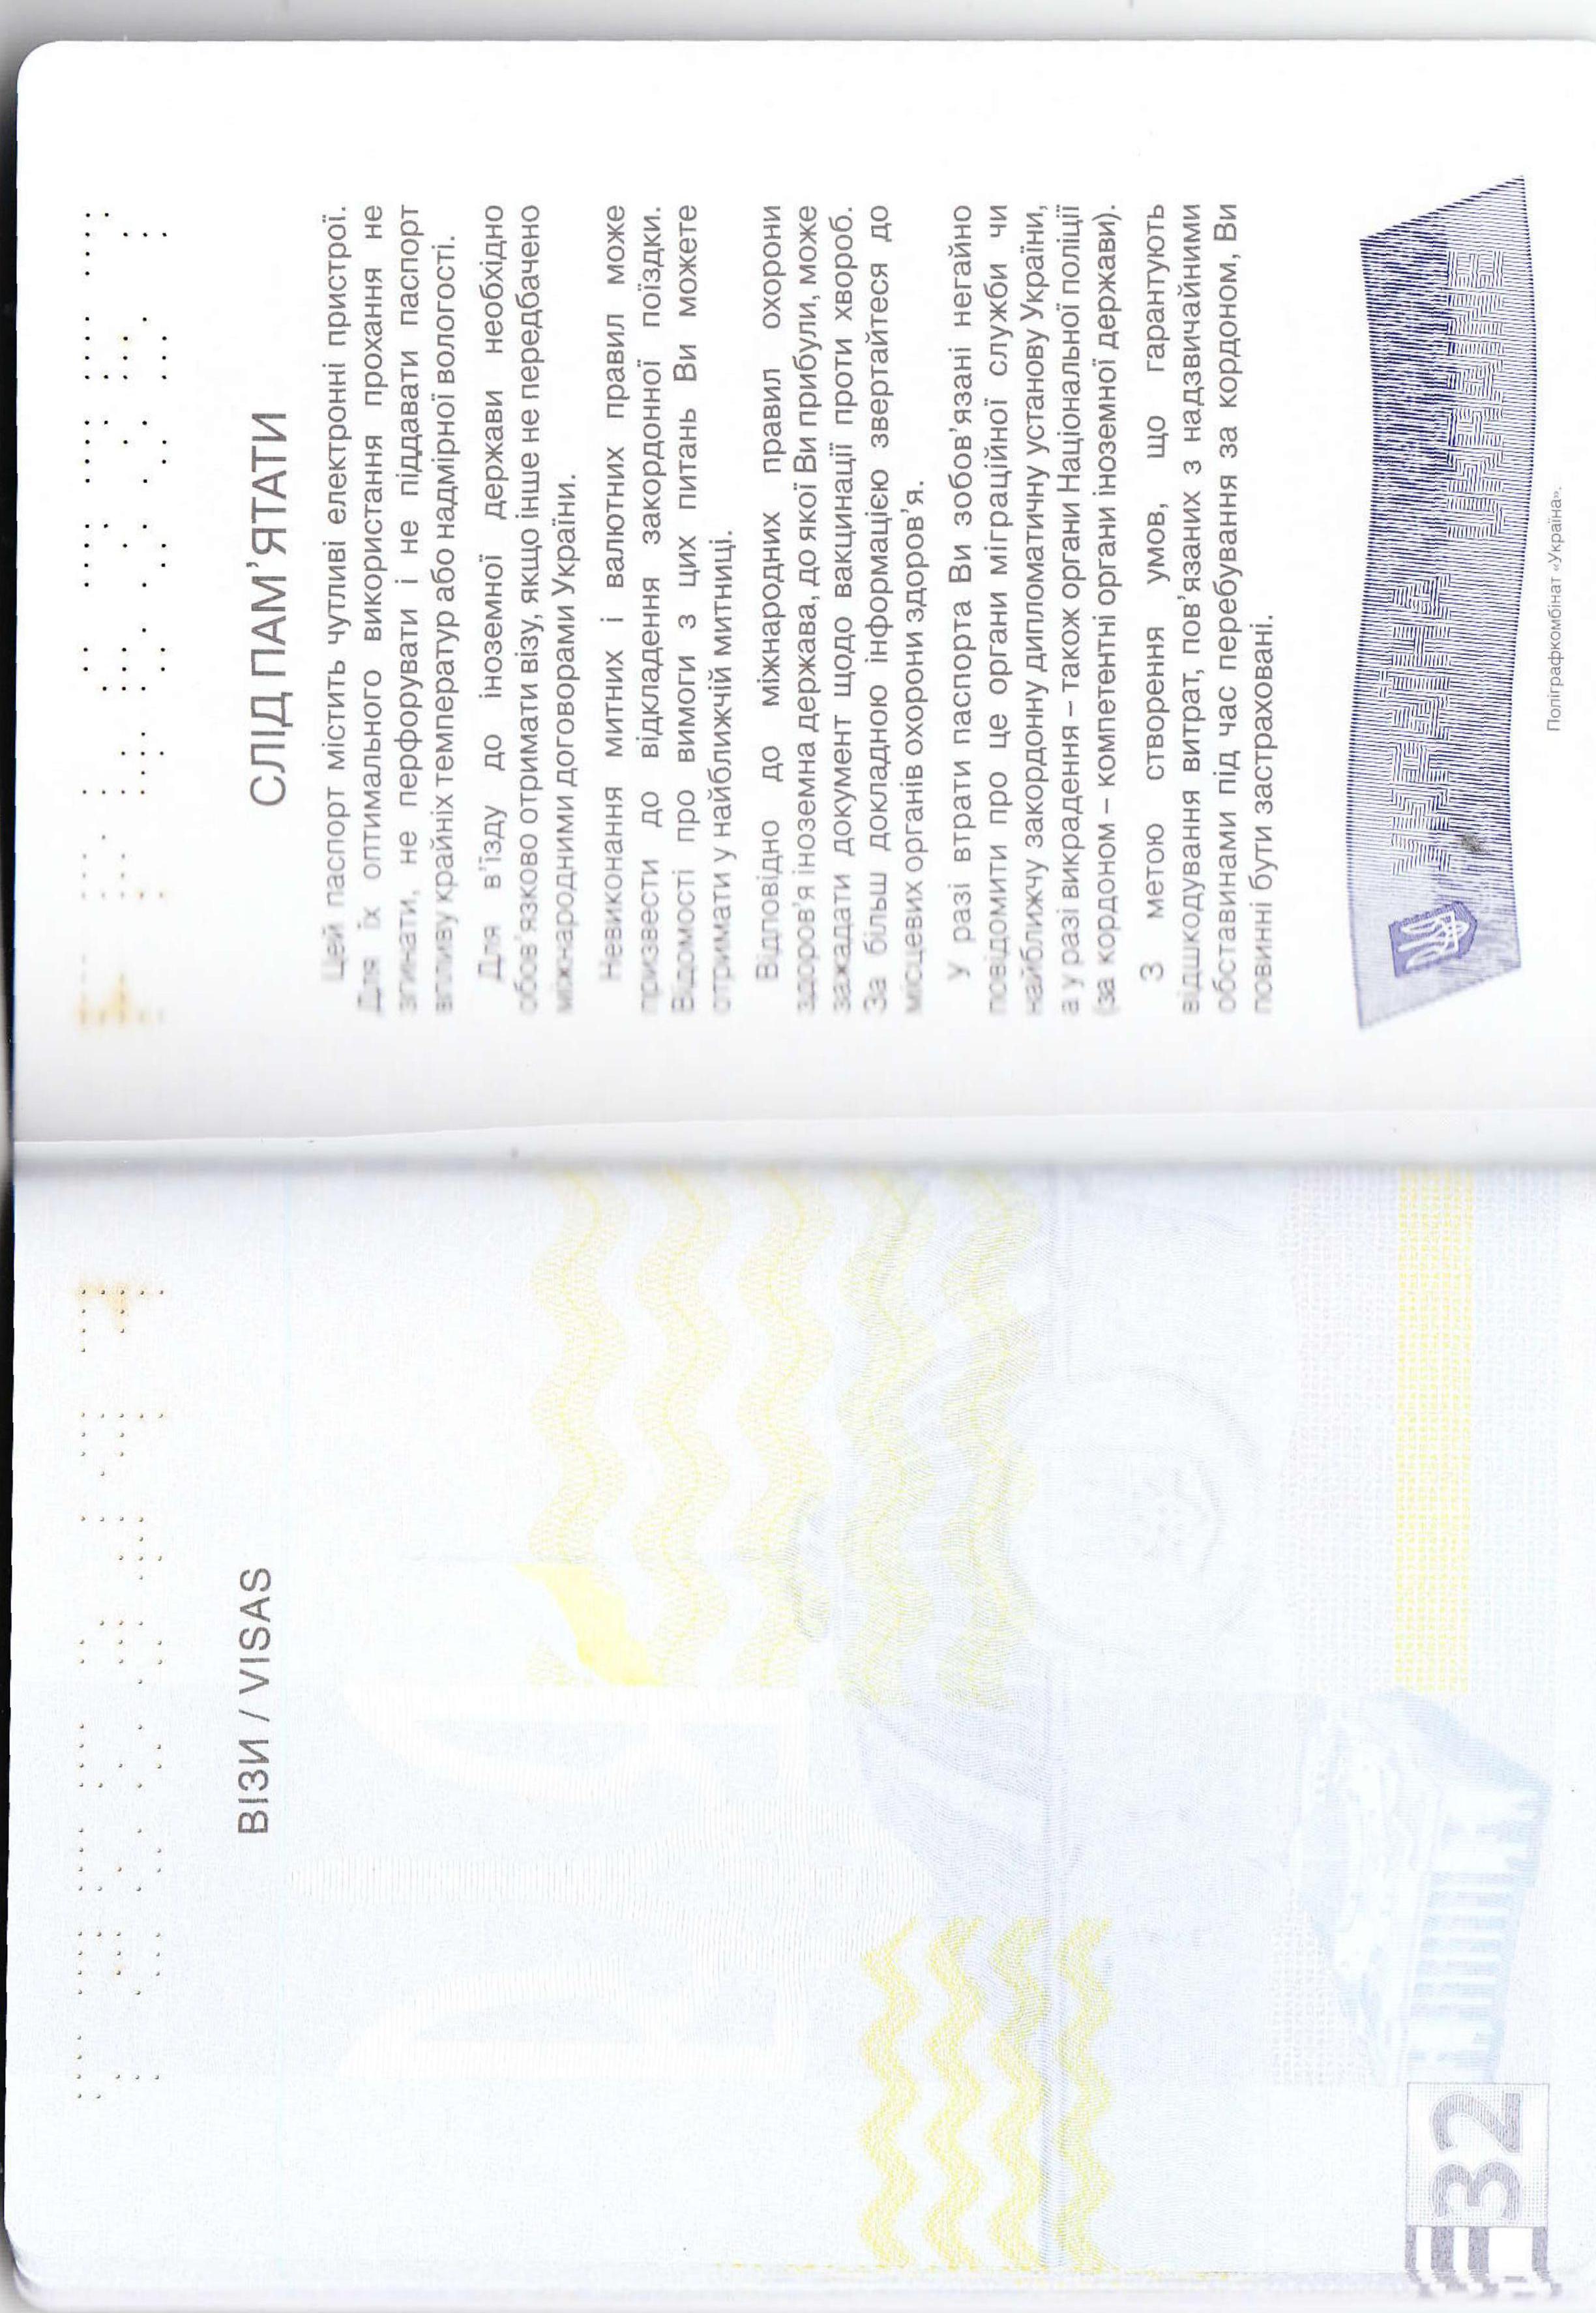 ВІЗИ / VISAS
32
СЛІД ПАМ'ЯТАТИ
Цей паспорт містить чутливі електронні пристрої.
Для їх оптимального використання прохання не
згинати, не перфорувати і не піддавати паспорт
впливу крайніх температур або надмірної вологості.
Для в'їзду до іноземної держави необхідно
обов'язково отримати візу, якщо інше не передбачено
міжнародними договорами України.
Невиконання митних і валютних правил може
призвести до відкладення закордонної поїздки.
Відомості про вимоги з цих питань Ви можете
отримати у найближчій митниці.
Відповідно до міжнародних правил охорони
здоров'я іноземна держава, до якої Ви прибули, може
зажадати документ щодо вакцинації проти хвороб.
За більш докладною інформацією звертайтеся до
місцевих органів охорони здоров'я.
У разі втрати паспорта Ви зобов'язані негайно
повідомити про це органи міграційної служби чи
найближчу закордонну дипломатичну установу України,
а у разі викрадення – також органи Національної поліції
(за кордоном – компетентні органи іноземної держави).
З метою створення умов, що гарантують
відшкодування витрат, пов'язаних з надзвичайними
обставинами під час перебування за кордоном, Ви
повинні бути застраховані.
УКРАЇНА UKRAINE
Поліграфкомбінат «Україна».